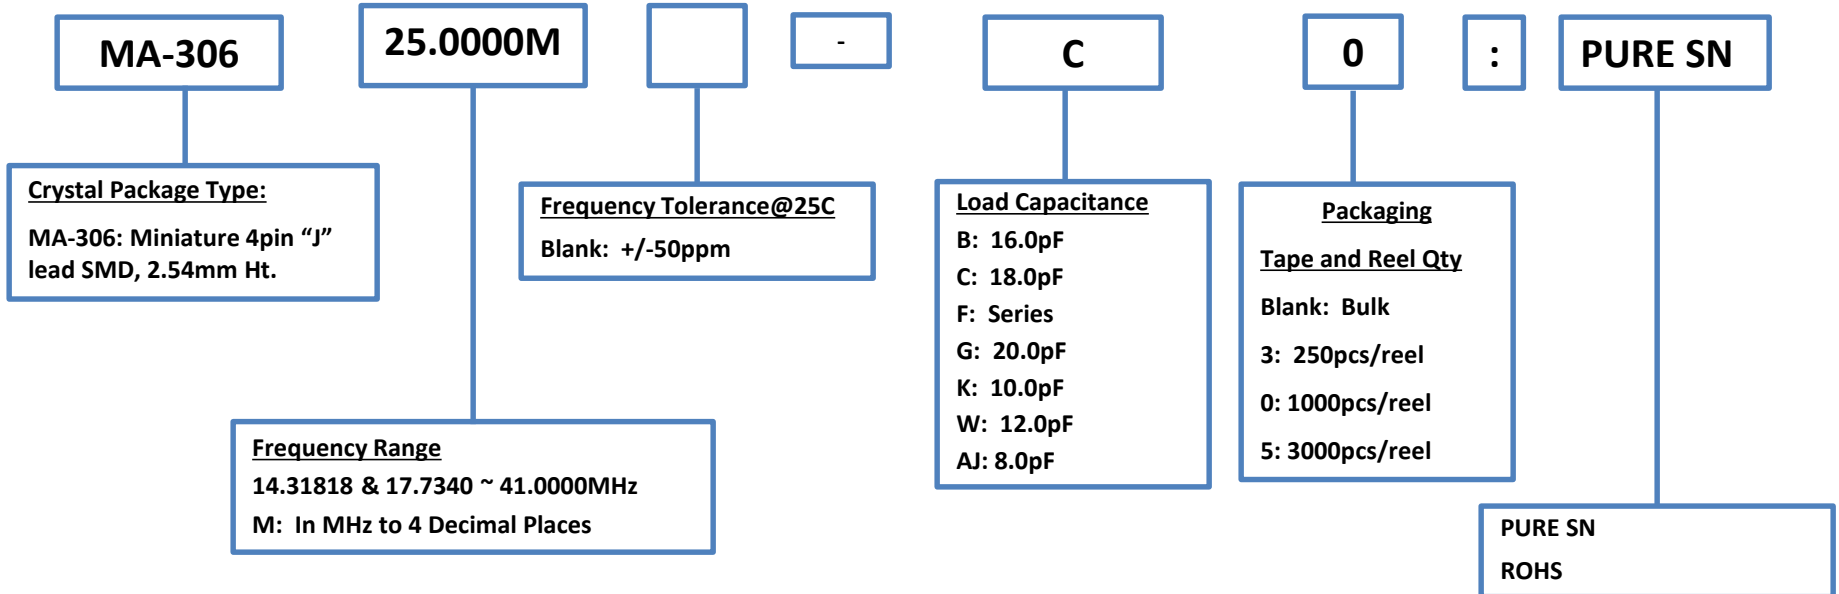 MA-306
25.0000M
-
C
0
:
PURE SN
Crystal Package Type:
MA-306: Miniature 4pin “J”
lead SMD, 2.54mm Ht.
Frequency Tolerance@25C
Blank: +/-50ppm
Load Capacitance
B: 16.0pF
C: 18.0pF
F: Series
G: 20.0pF
K: 10.0pF
W: 12.0pF
AJ: 8.0pF
Packaging
Tape and Reel Qty
Blank: Bulk
3: 250pcs/reel
0: 1000pcs/reel
5: 3000pcs/reel
Frequency Range
14.31818 & 17.7340 ~ 41.0000MHz
M: In MHz to 4 Decimal Places
PURE SN
ROHS